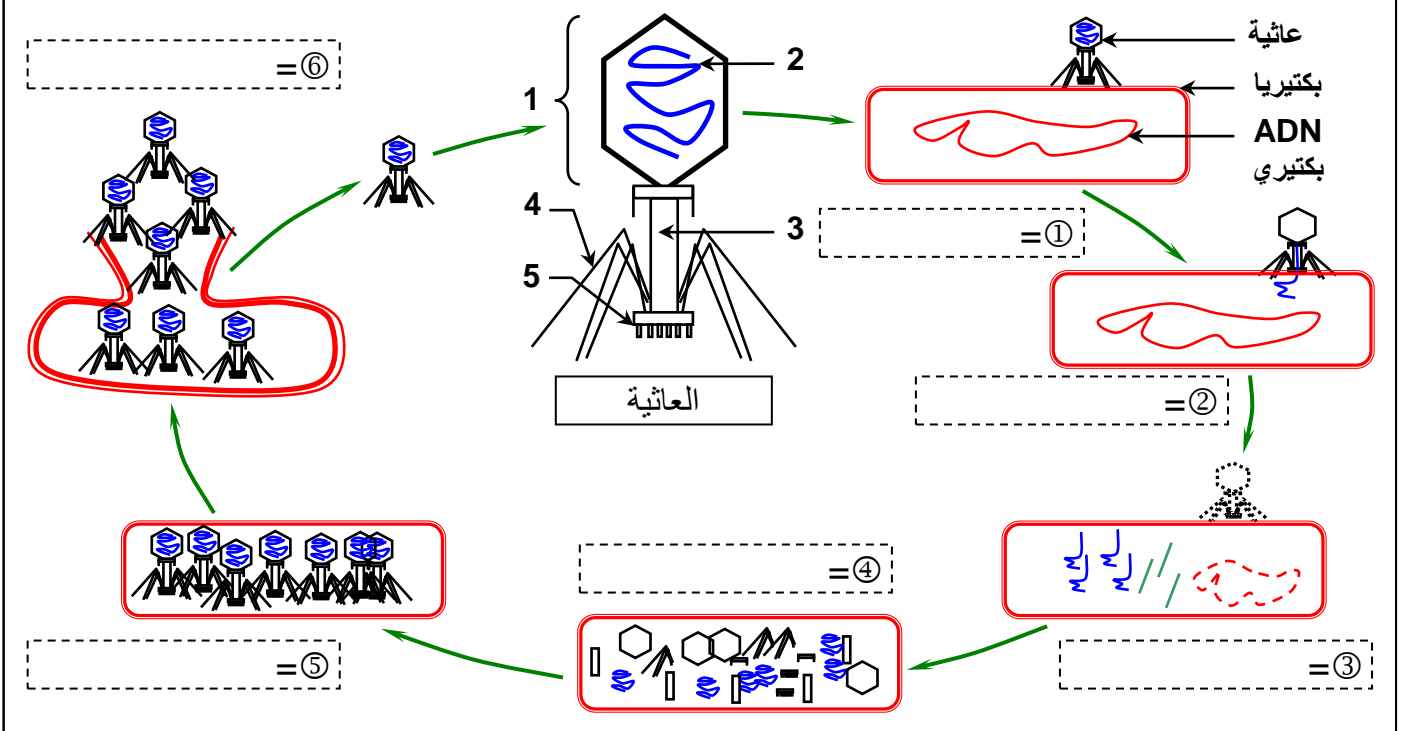 عاثية
بكتيريا
ADN
بكتيري
⑥=
1
2
3
4
5
العاثية
①=
②=
③=
④=
⑤=